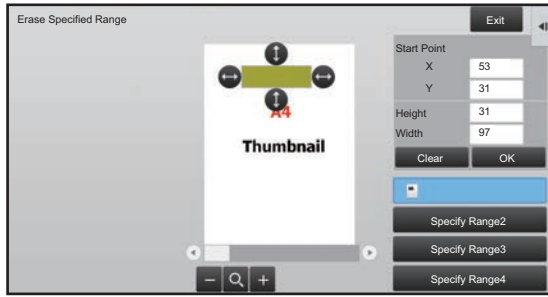 Erase Specified Range
Exit
Start Point
X 53
Y 31
Height 31
Width 97
Clear OK
A4
Thumbnail
Specify Range2
Specify Range3
Specify Range4